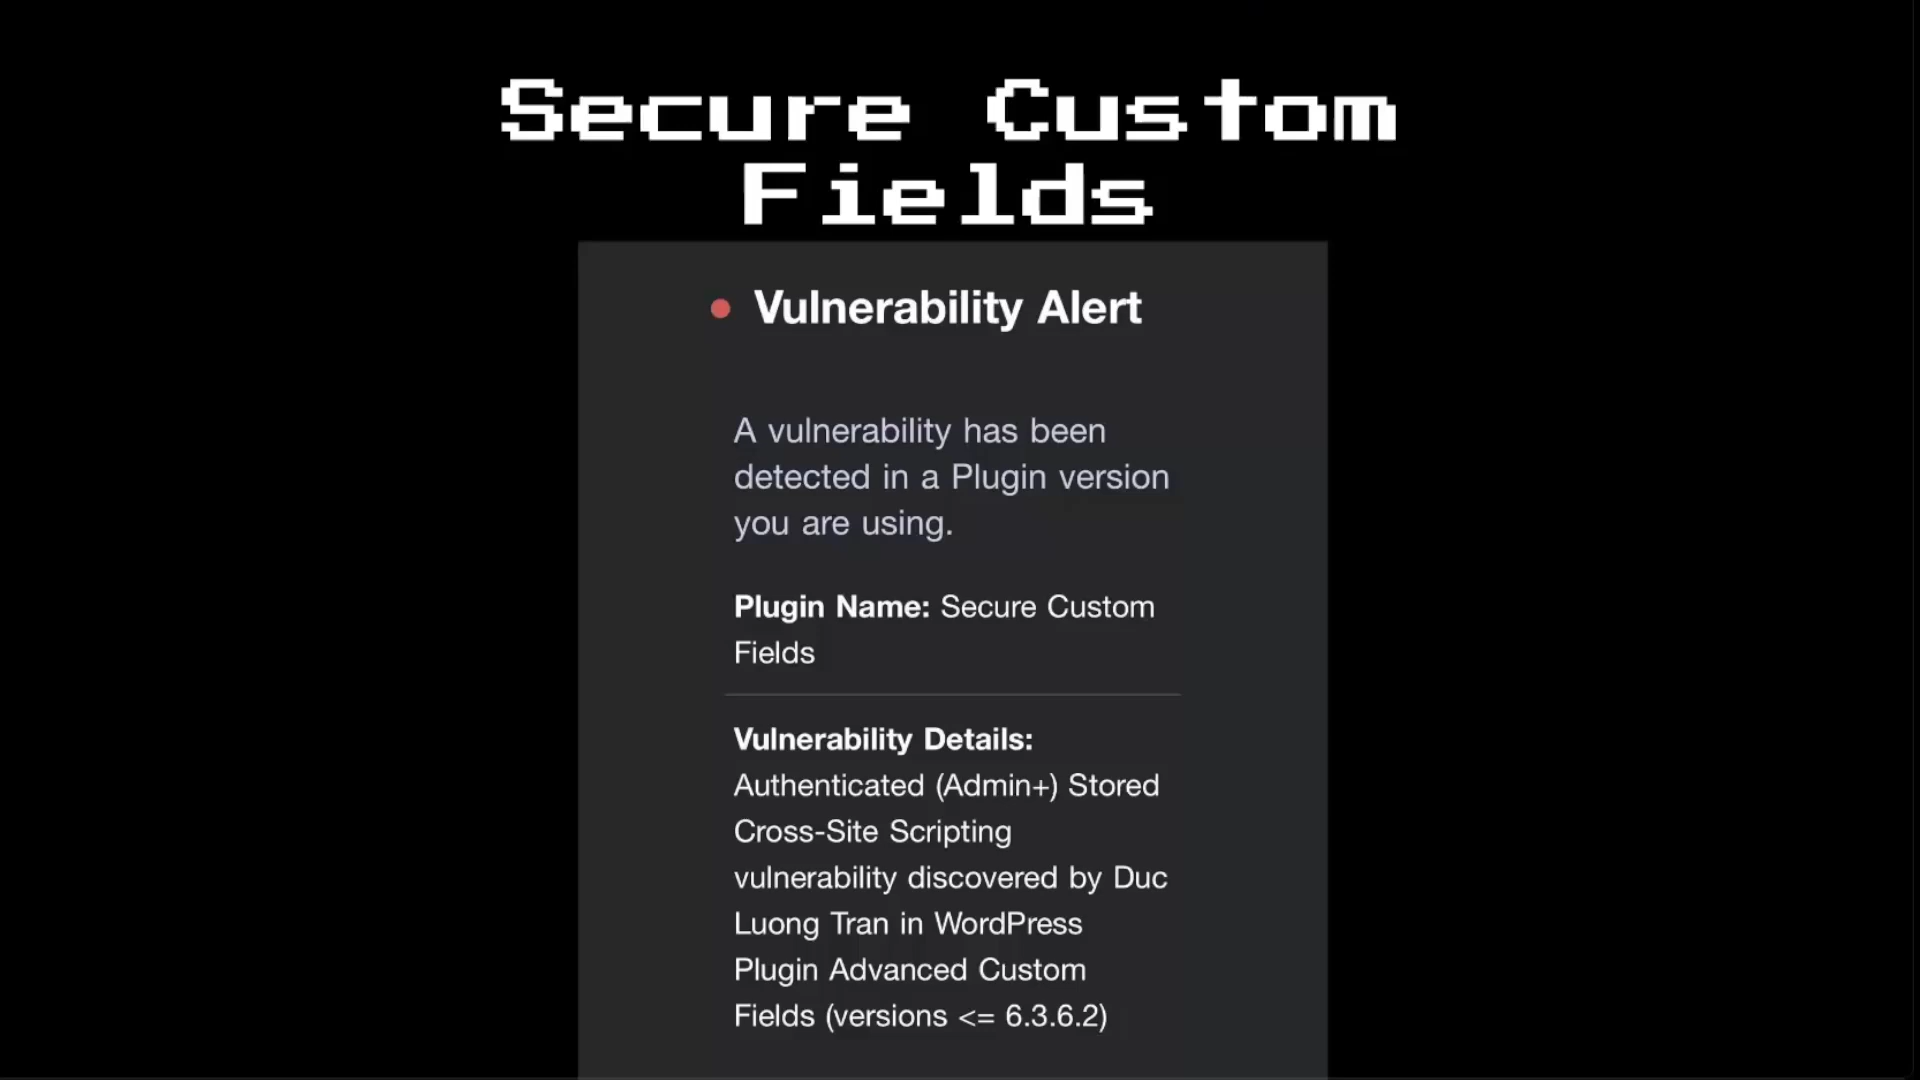 Secure Custom
Fields
Vulnerability Alert
A vulnerability has been
detected in a Plugin version
you are using.
Plugin Name: Secure Custom
Fields
Vulnerability Details:
Authenticated (Admin+) Stored
Cross-Site Scripting
vulnerability discovered by Duc
Luong Tran in WordPress
Plugin Advanced Custom
Fields (versions <= 6.3.6.2)